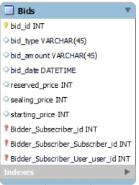 Bids
bid_id INT
bid_type VARCHAR(45)
bid_amount VARCHAR(45)
bid_date DATETIME
reserved_price INT
sealing_price INT
starting_price INT
Bidder_Subscriber_id INT
Bidder_Subscriber_Subscriber_id INT
Bidder_Subscriber_User_user_id INT
Indexes